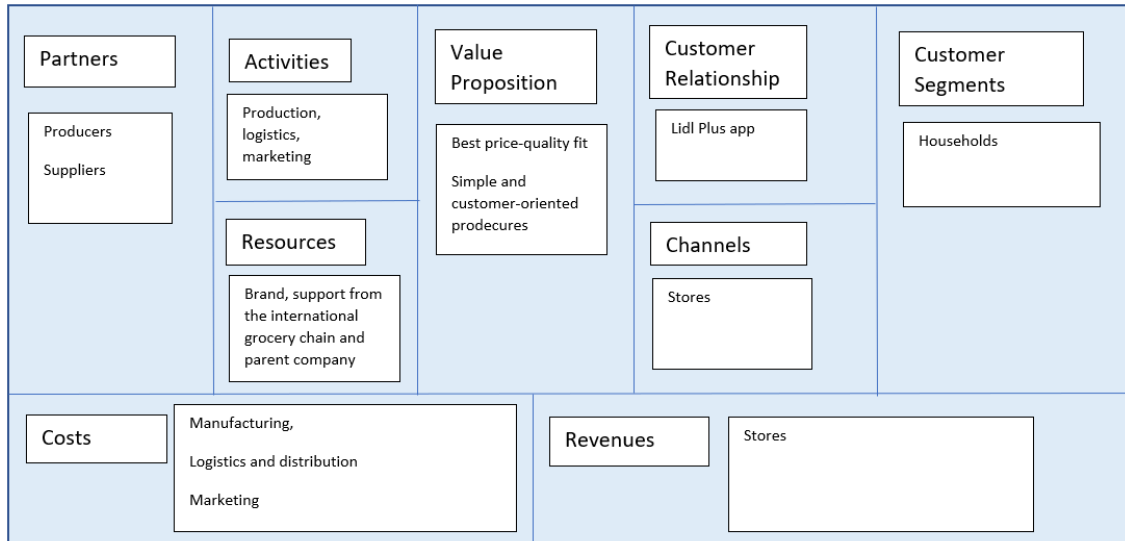 Partners
Producers
Suppliers
Activities
Production,
logistics,
marketing
Resources
Brand, support from
the international
grocery chain and
parent company
Value
Proposition
Best price-quality fit
Simple and
customer-oriented
prodecures
Customer
Relationship
Lidl Plus app
Channels
Stores
Customer
Segments
Households
Costs
Manufacturing,
Logistics and distribution
Marketing
Revenues
Stores